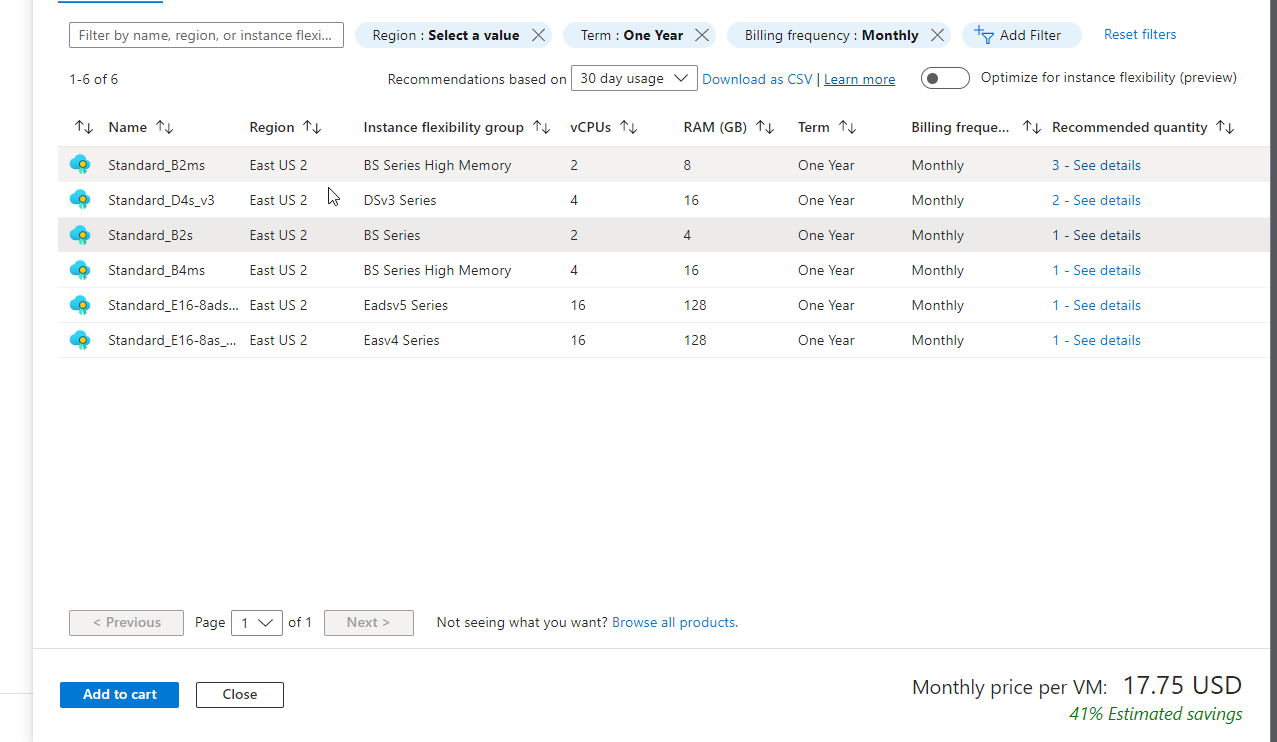 Filter by name, region, or instance flexi...
Region : Select a value
Term : One Year
Billing frequency : Monthly
Add Filter
Reset filters
1-6 of 6
Recommendations based on 30 day usage
Download as CSV | Learn more
Optimize for instance flexibility (preview)
Name Region Instance flexibility group vCPUs RAM (GB) Term Billing freque... Recommended quantity
Standard_B2ms East US 2 BS Series High Memory 2 8 One Year Monthly 3 - See details
Standard_D4s_v3 East US 2 DSv3 Series 4 16 One Year Monthly 2 - See details
Standard_B2s East US 2 BS Series 2 4 One Year Monthly 1 - See details
Standard_B4ms East US 2 BS Series High Memory 4 16 One Year Monthly 1 - See details
Standard_E16-8ads... East US 2 Eadsv5 Series 16 128 One Year Monthly 1 - See details
Standard_E16-8as_... East US 2 Easv4 Series 16 128 One Year Monthly 1 - See details
< Previous Page 1 of 1 Next > Not seeing what you want? Browse all products.
Add to cart Close
Monthly price per VM: 17.75 USD
41% Estimated savings